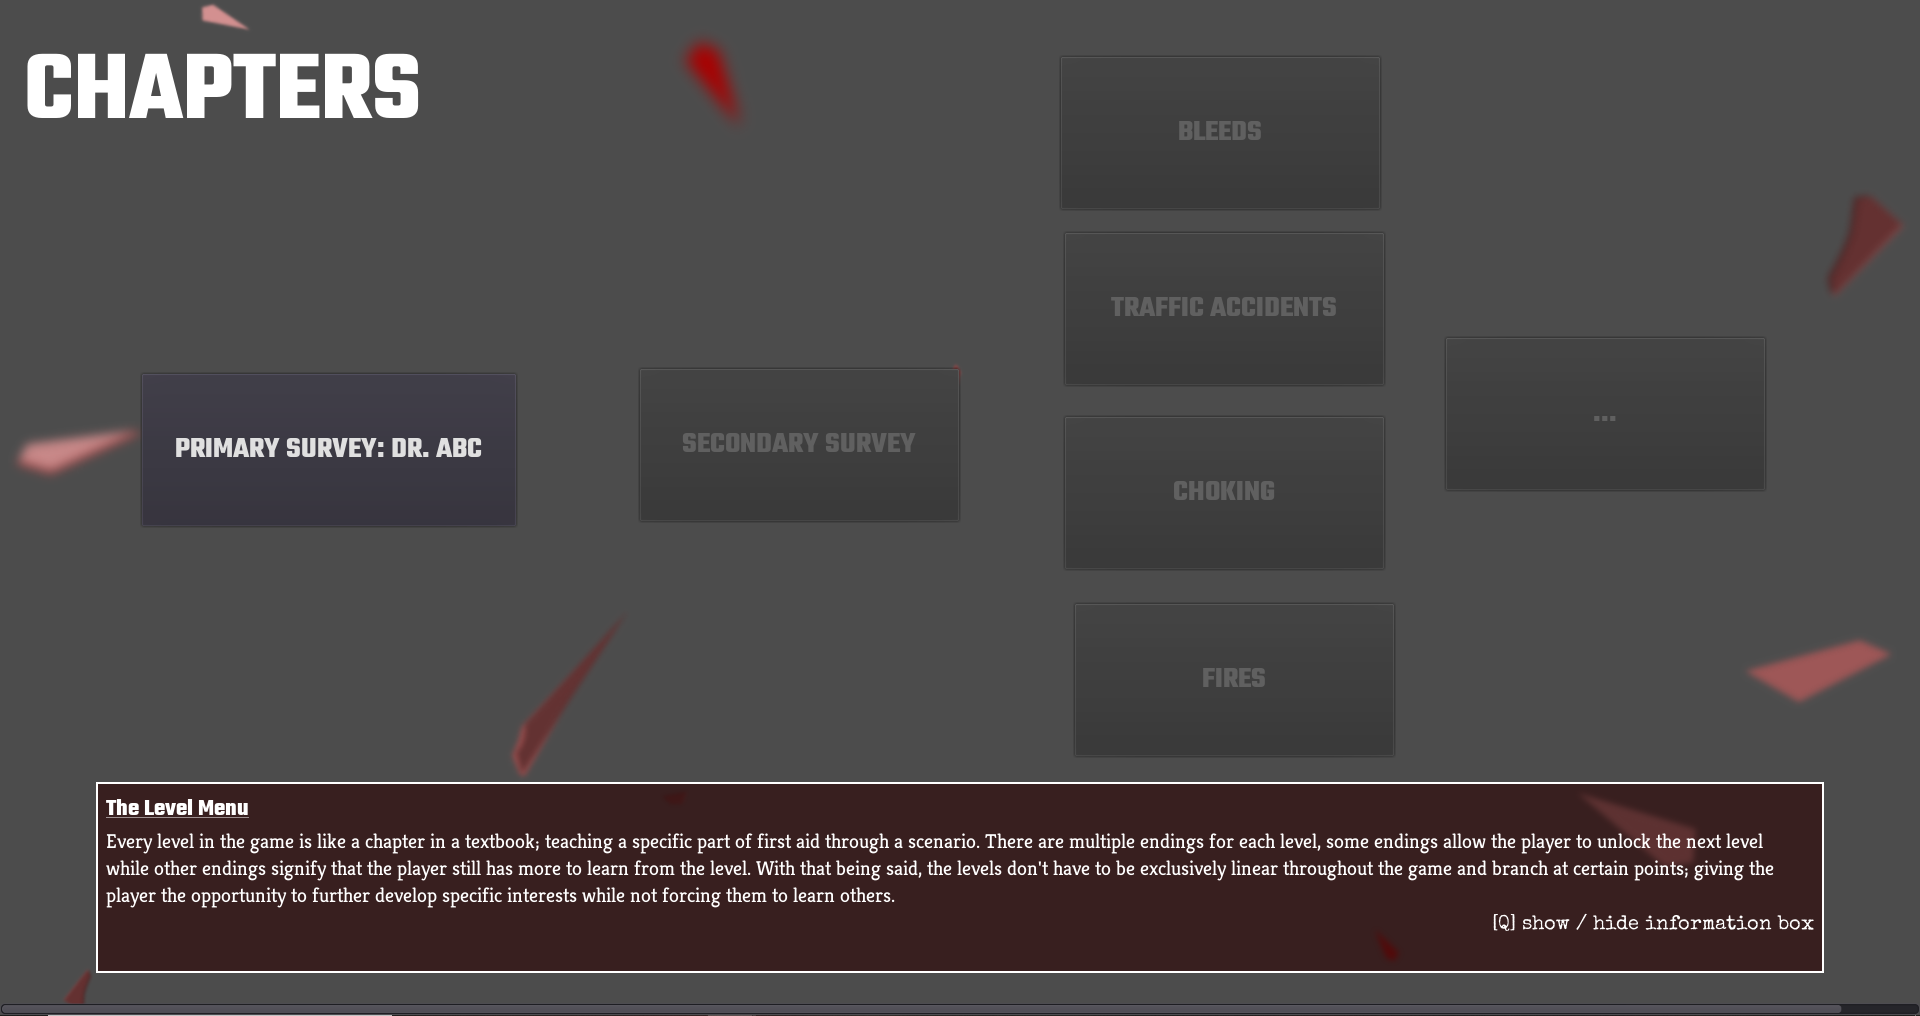 CHAPTERS
BLEEDS
TRAFFIC ACCIDENTS
PRIMARY SURVEY: DR. ABC
SECONDARY SURVEY
CHOKING
...
FIRES
The Level Menu
Every level in the game is like a chapter in a textbook; teaching a specific part of first aid through a scenario. There are multiple endings for each level, some endings allow the player to unlock the next level
while other endings signify that the player still has more to learn from the level. With that being said, the levels don't have to be exclusively linear throughout the game and branch at certain points; giving the
player the opportunity to further develop specific interests while not forcing them to learn others.
[Q] show / hide information box